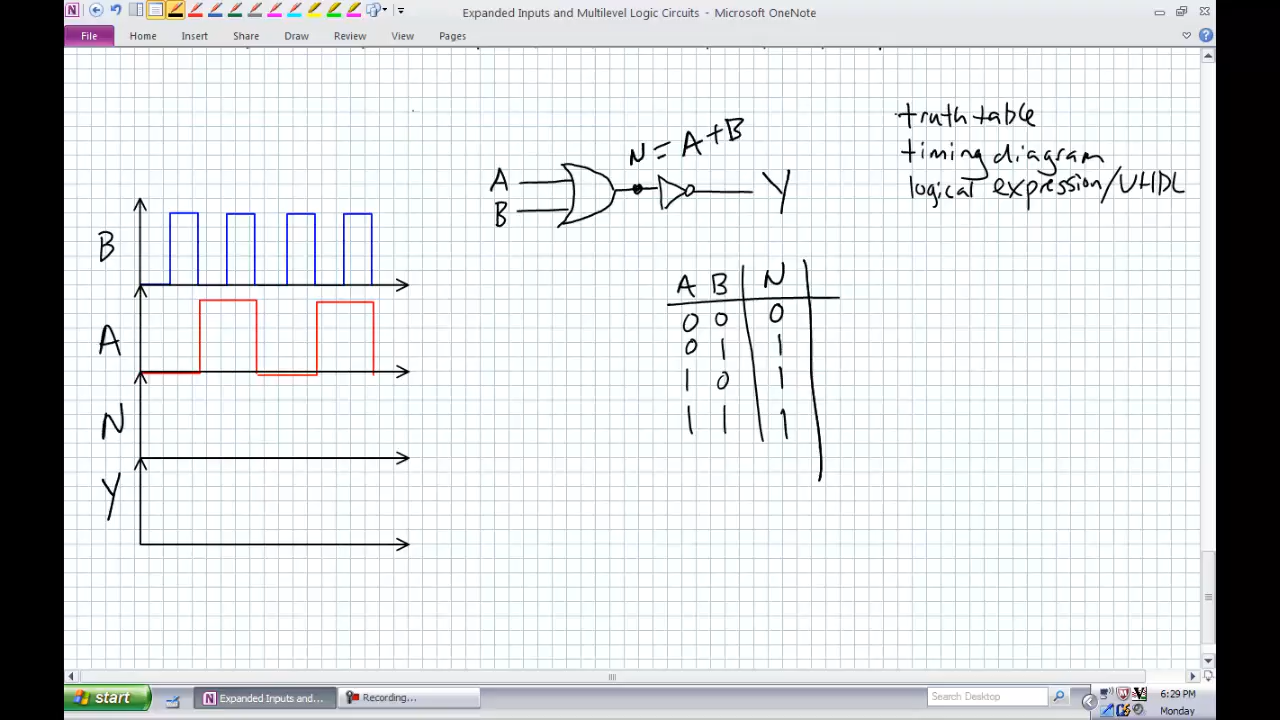 Expanded Inputs and Multilevel Logic Circuits - Microsoft OneNote
File Home Insert Share Draw Review View Pages
truth table
timing diagram
logical expression/VHDL
N = A+B
A
B
Y
B
A
N
Y
A B N
0 0 0
0 1 1
1 0 1
1 1 1
start
Expanded Inputs and...
Recording...
Search Desktop
6:29 PM
Monday